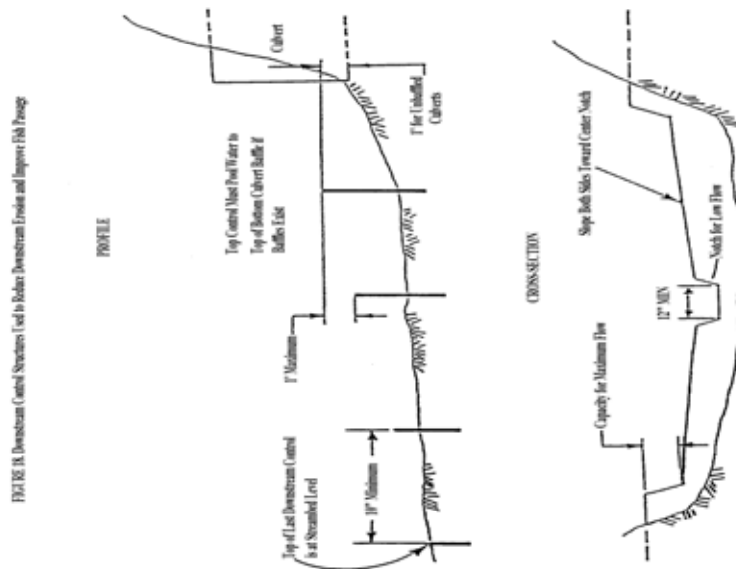 FIGURE 18. Downstream Control Structures Used to Reduce Downstream Erosion and Improve Fish Passage
PROFILE
Top of Last Downstream Control
is at Streambed Level
10" Minimum
1' Maximum
Top Control Must Pool Water to
Top of Bottom Culvert Baffle if
Baffles Exist
Culvert
1" for Unbaffled
Culverts
CROSS-SECTION
Capacity for Maximum Flow
12" MIN
Notch for Low Flow
Slope Both Sides Toward Center Notch